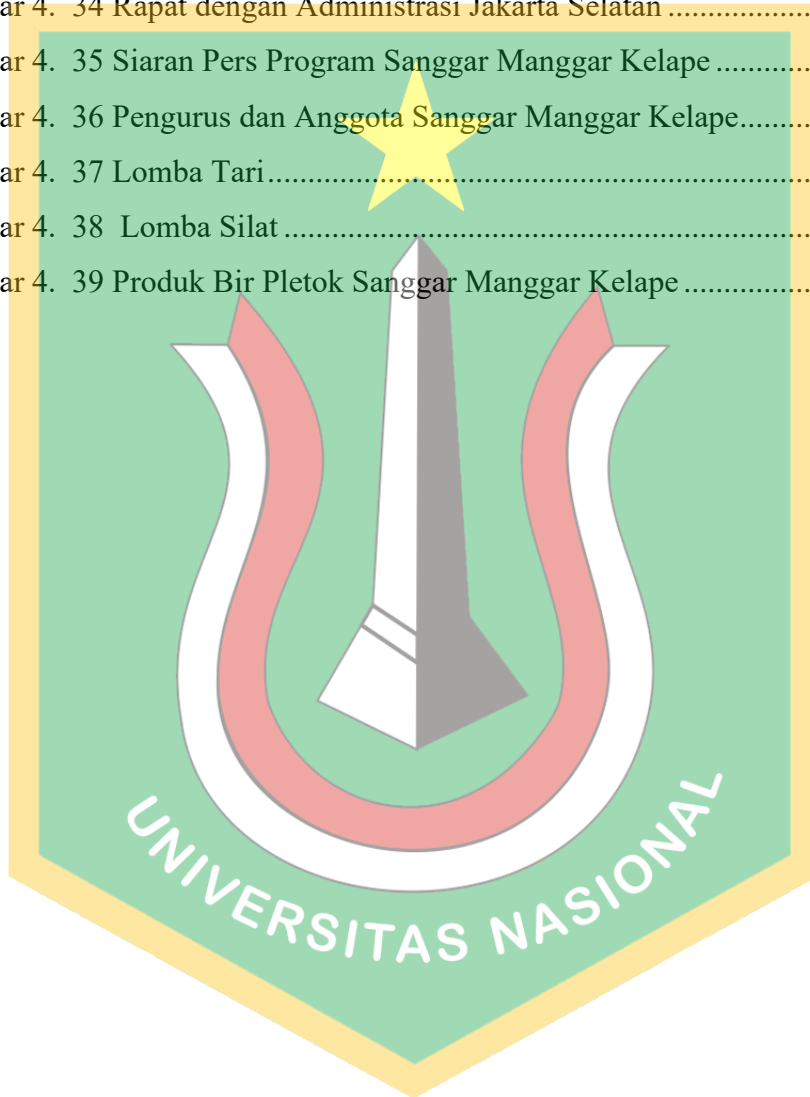 ar 4.  34 Rapat dengan Administrasi Jakarta Selatan ..................
ar 4.  35 Siaran Pers Program Sanggar Manggar Kelape ............
ar 4.  36 Pengurus dan Anggota Sanggar Manggar Kelape.........
ar 4.  37 Lomba Tari....................................................................
ar 4.  38  Lomba Silat ..................................................................
ar 4.  39 Produk Bir Pletok Sanggar Manggar Kelape ................
UNIVERSITAS NASIONAL